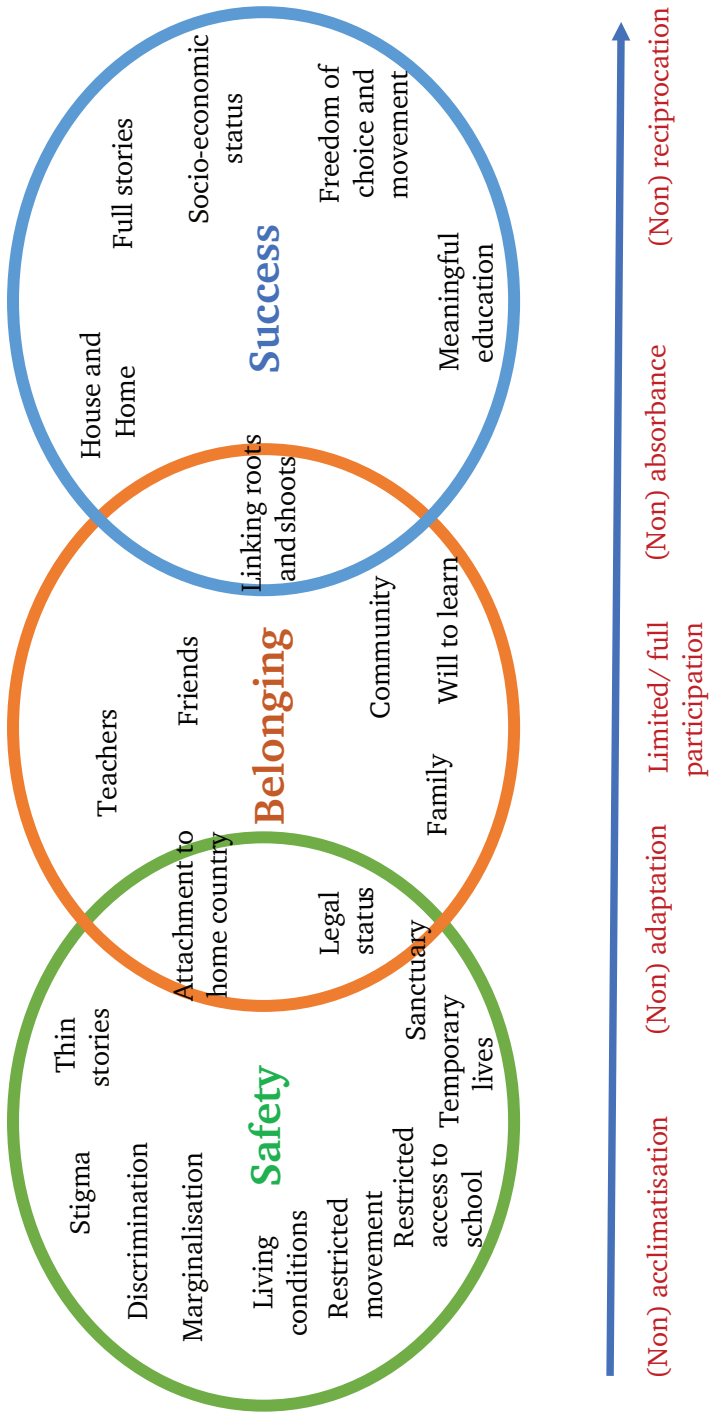 Stigma
Thin
stories
Discrimination
Marginalisation
Safety
Living
conditions
Restricted
movement
Restricted
access to
school
Temporary
lives
Sanctuary
Attachment to
home country
Legal
status
Teachers
Friends
Belonging
Community
Family
Will to learn
Linking roots
and shoots
House and
Home
Full stories
Socio-economic
status
Success
Freedom of
choice and
movement
Meaningful
education
(Non) acclimatisation
(Non) adaptation
Limited/ full
participation
(Non) absorbance
(Non) reciprocation